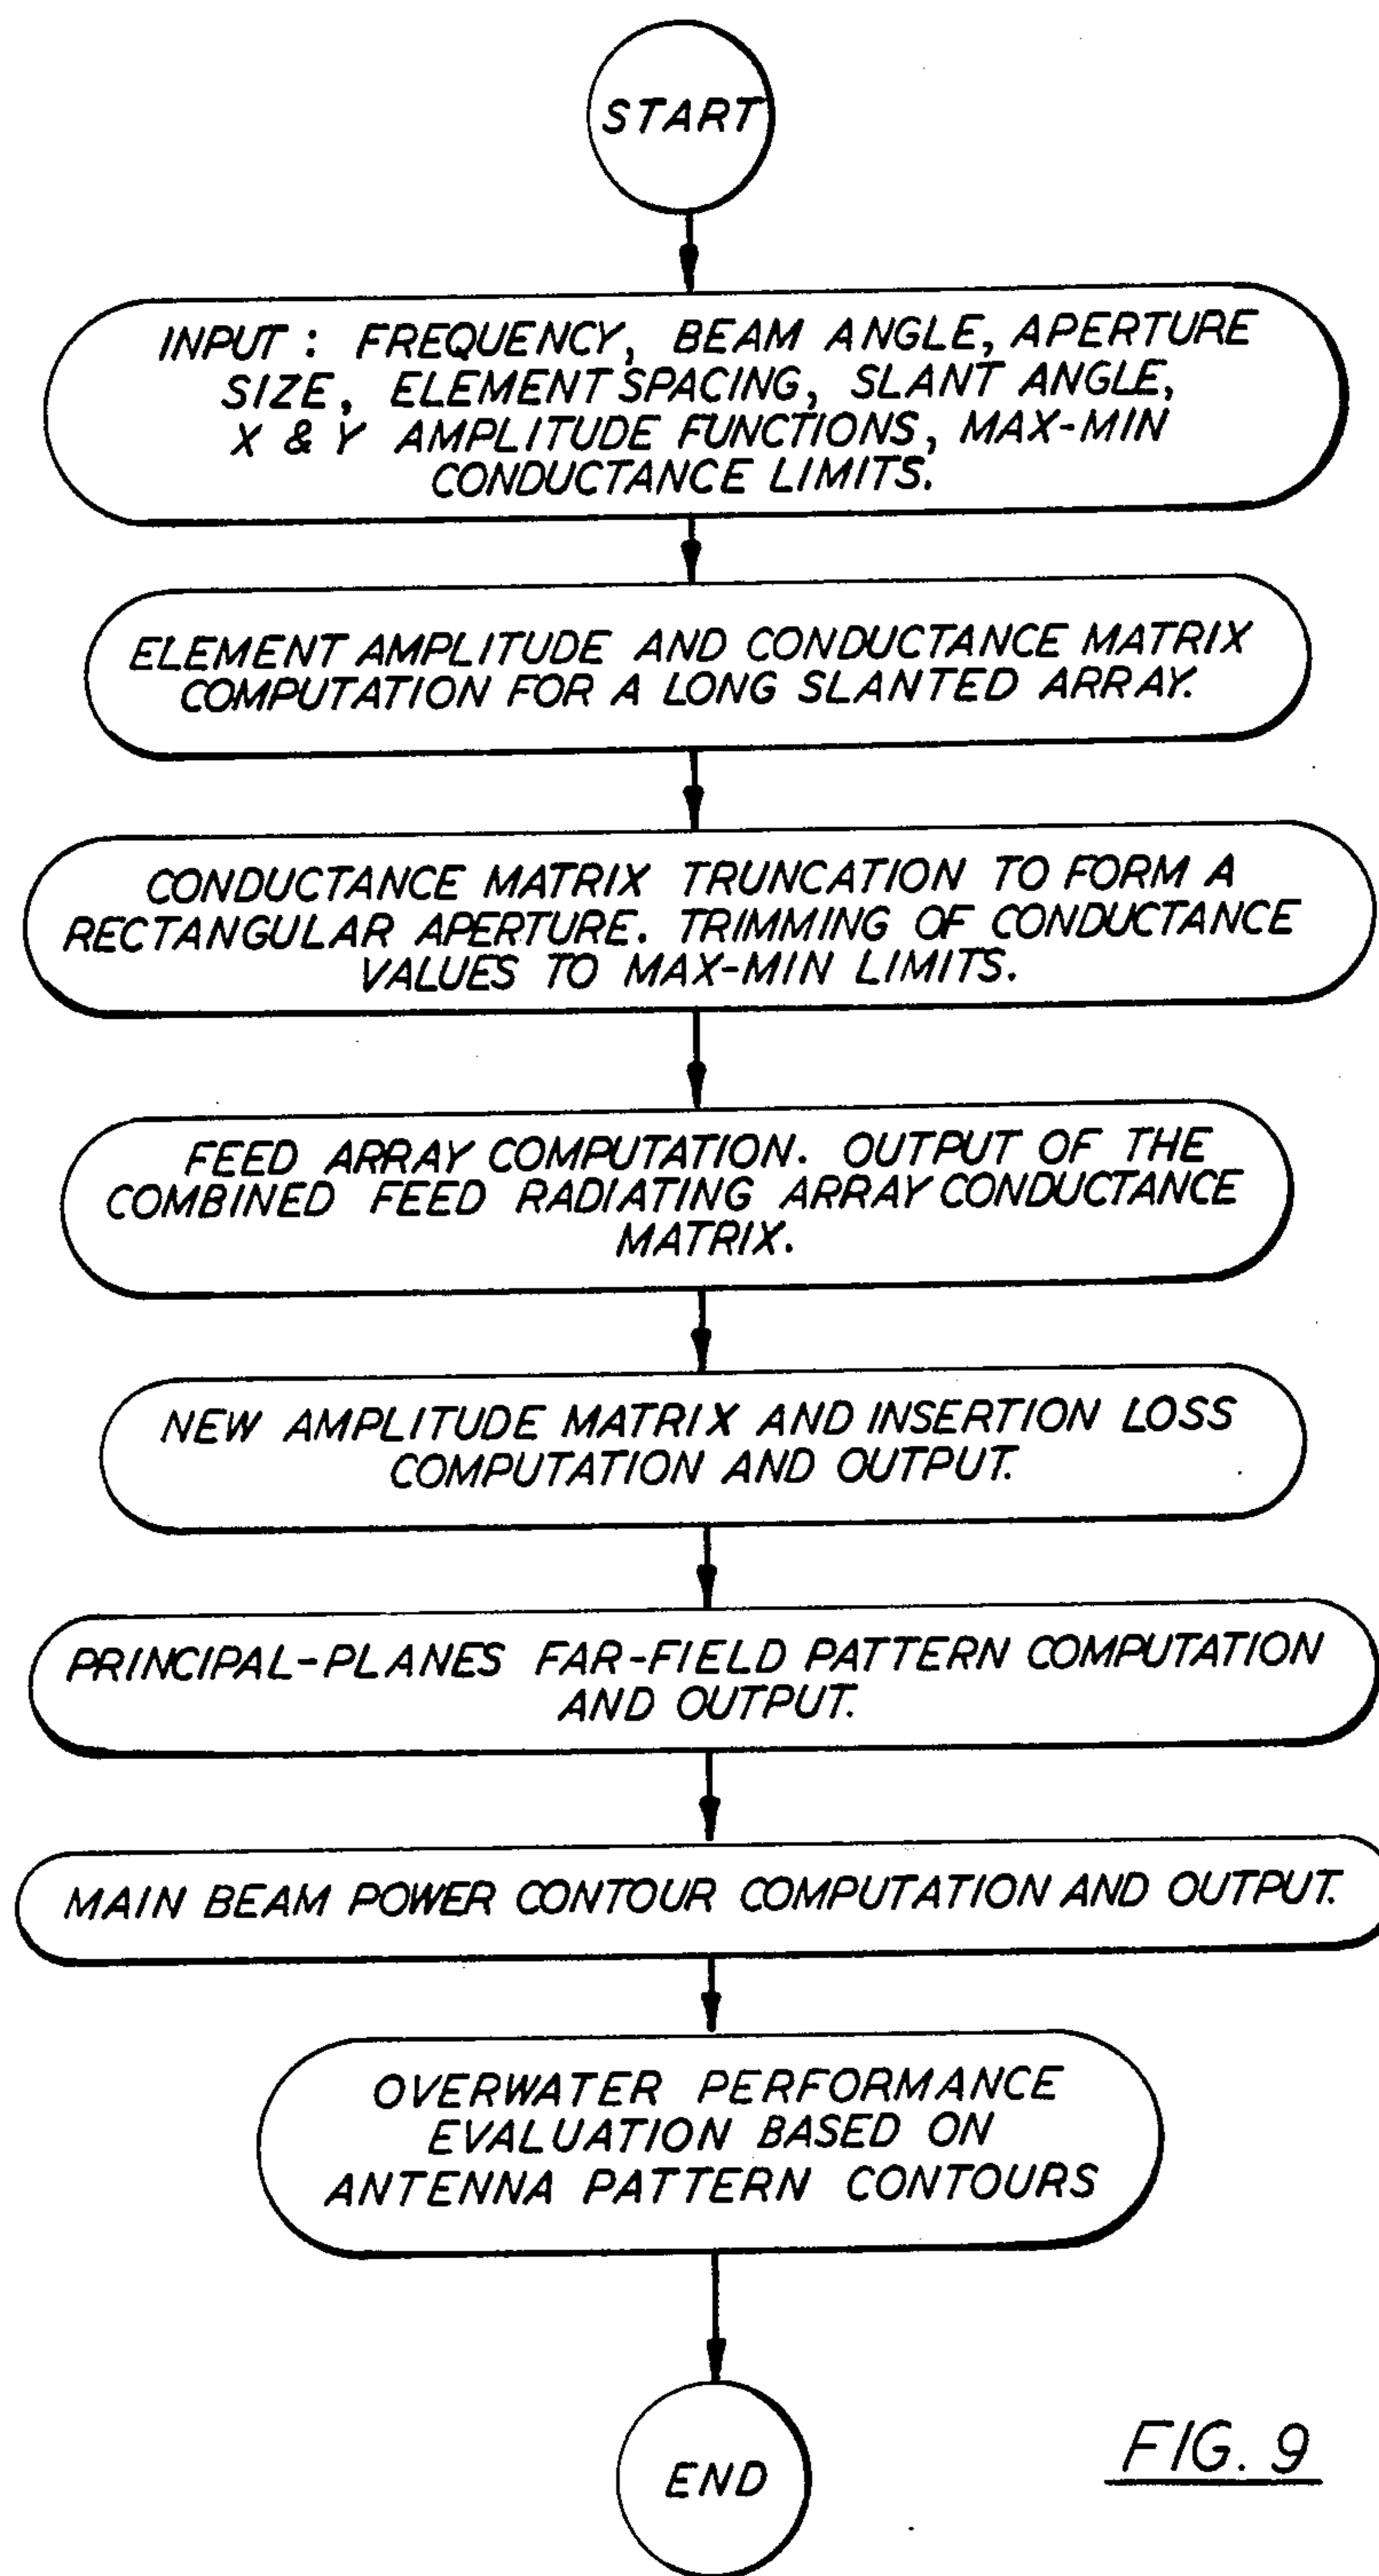 START
INPUT : FREQUENCY, BEAM ANGLE, APERTURE
SIZE, ELEMENT SPACING, SLANT ANGLE,
X & Y AMPLITUDE FUNCTIONS, MAX-MIN
CONDUCTANCE LIMITS.
ELEMENT AMPLITUDE AND CONDUCTANCE MATRIX
COMPUTATION FOR A LONG SLANTED ARRAY.
CONDUCTANCE MATRIX TRUNCATION TO FORM A
RECTANGULAR APERTURE. TRIMMING OF CONDUCTANCE
VALUES TO MAX-MIN LIMITS.
FEED ARRAY COMPUTATION. OUTPUT OF THE
COMBINED FEED RADIATING ARRAY CONDUCTANCE
MATRIX.
NEW AMPLITUDE MATRIX AND INSERTION LOSS
COMPUTATION AND OUTPUT.
PRINCIPAL-PLANES FAR-FIELD PATTERN COMPUTATION
AND OUTPUT.
MAIN BEAM POWER CONTOUR COMPUTATION AND OUTPUT.
OVERWATER PERFORMANCE
EVALUATION BASED ON
ANTENNA PATTERN CONTOURS
END
FIG. 9